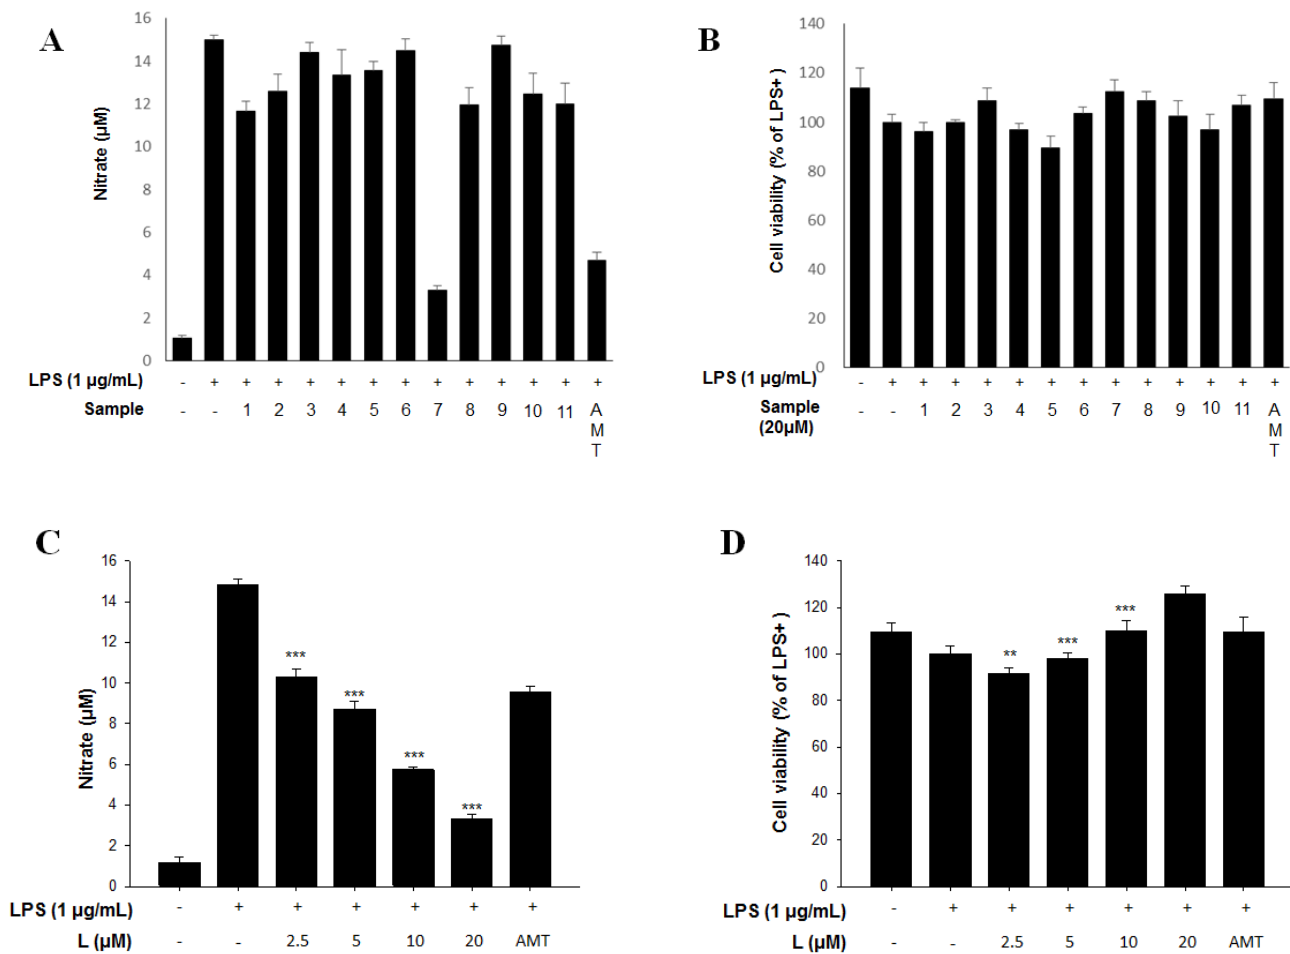 A
Nitrate (µM)
16
14
12
10
8
6
4
2
0
LPS (1 µg/mL) - + + + + + + + + + + + + +
Sample - - 1 2 3 4 5 6 7 8 9 10 11 A
M
T
B
Cell viability (% of LPS+ )
140
120
100
80
60
40
20
0
LPS (1 µg/mL) - + + + + + + + + + + + + +
Sample - - 1 2 3 4 5 6 7 8 9 10 11 A
(20µM) M
T
C
Nitrate (µM)
16
14
12
10
8
6
4
2
0
***
***
***
***
LPS (1 µg/mL) - + + + + + +
L (µM) - - 2.5 5 10 20 AMT
D
Cell viability (% of LPS+ )
140
120
100
80
60
40
20
0
**
***
***
LPS (1 µg/mL) - + + + + + +
L (µM) - - 2.5 5 10 20 AMT